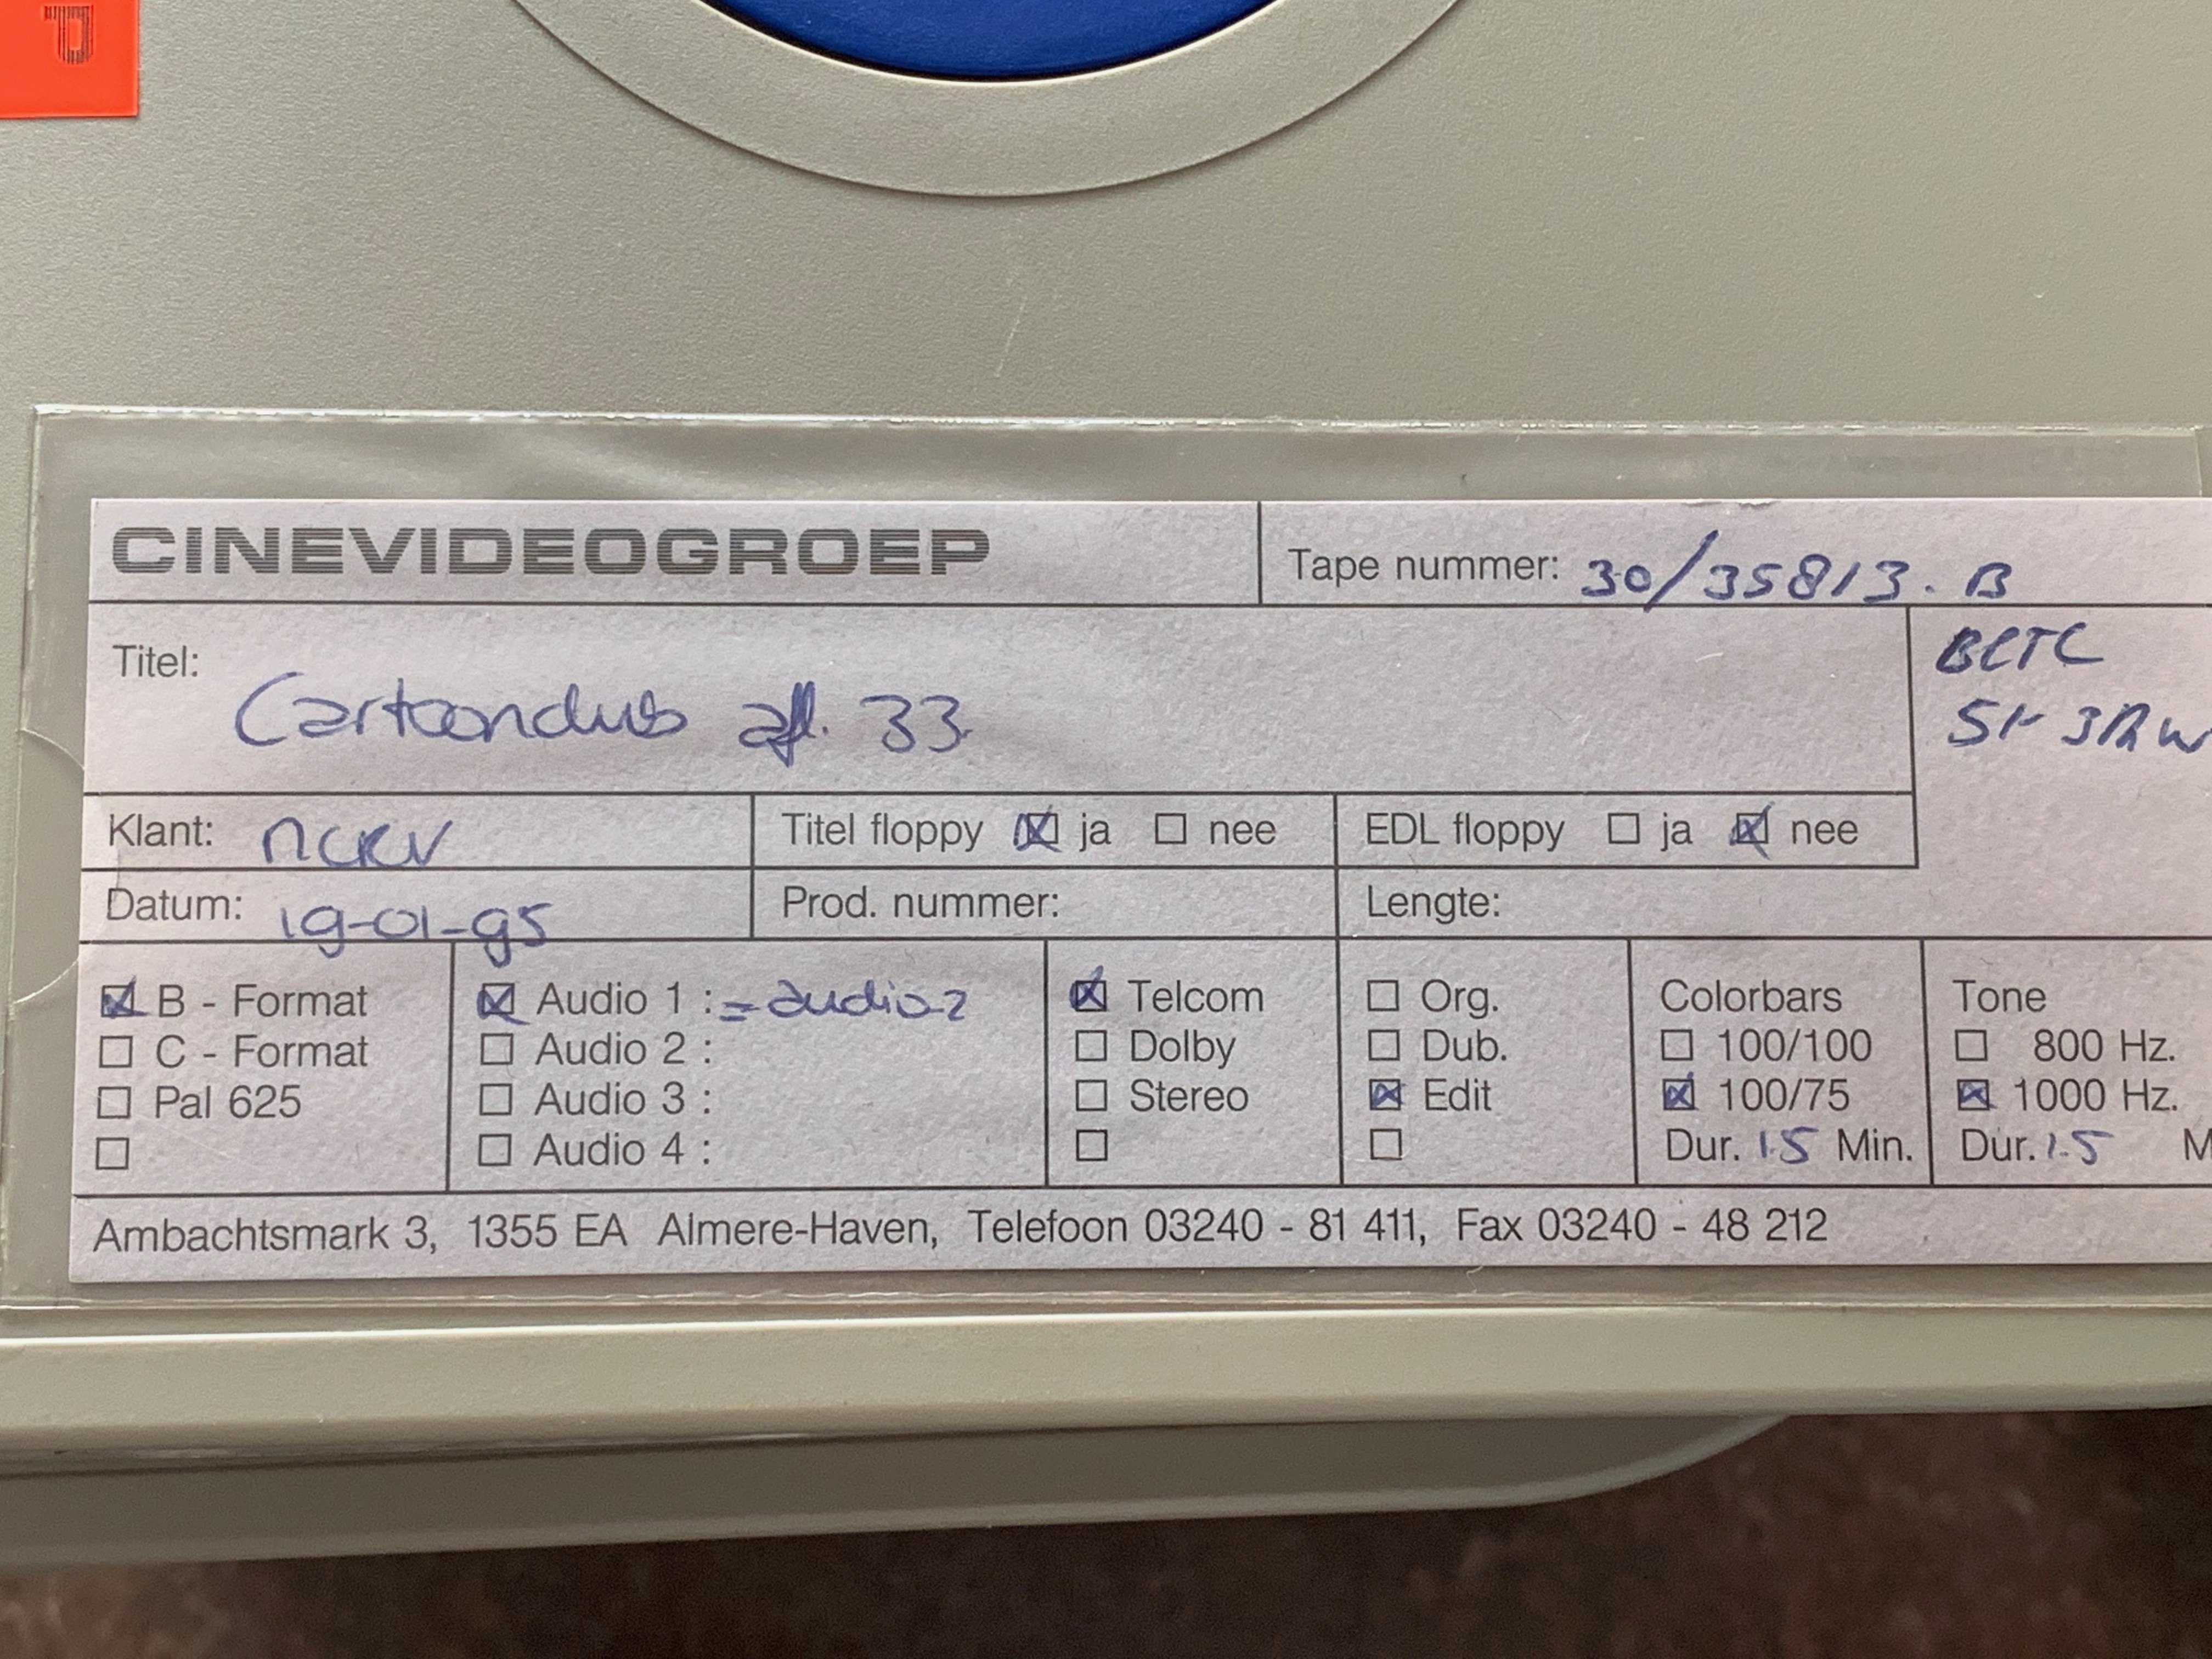 P
CINEVIDEOGROEP
Tape nummer: 30/35813. B
Titel:
Cartoonclub afl. 33.
BCTC
Klant: NCRV
Titel floppy ☒ ja ☐ nee
EDL floppy ☐ ja ☒ nee
Datum: 19-01-95
Prod. nummer:
Lengte:
☒ B - Format
☐ C - Format
☐ Pal 625
☐
☒ Audio 1 : = audio 2
☐ Audio 2 :
☐ Audio 3 :
☐ Audio 4 :
☒ Telcom
☐ Dolby
☐ Stereo
☐
☐ Org.
☐ Dub.
☒ Edit
☐
Colorbars
☐ 100/100
☒ 100/75
Dur. 1.5 Min.
Tone
☐ 800 Hz.
☒ 1000 Hz.
Dur. 1.5 M
Ambachtsmark 3, 1355 EA Almere-Haven, Telefoon 03240 - 81 411, Fax 03240 - 48 212